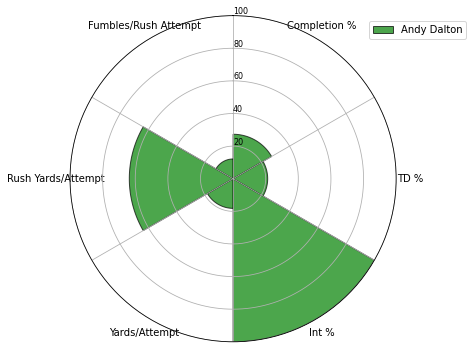 100
Fumbles/Rush Attempt
Completion %
Andy Dalton
80
60
40
20
Rush Yards/Attempt
TD %
Yards/Attempt
Int %